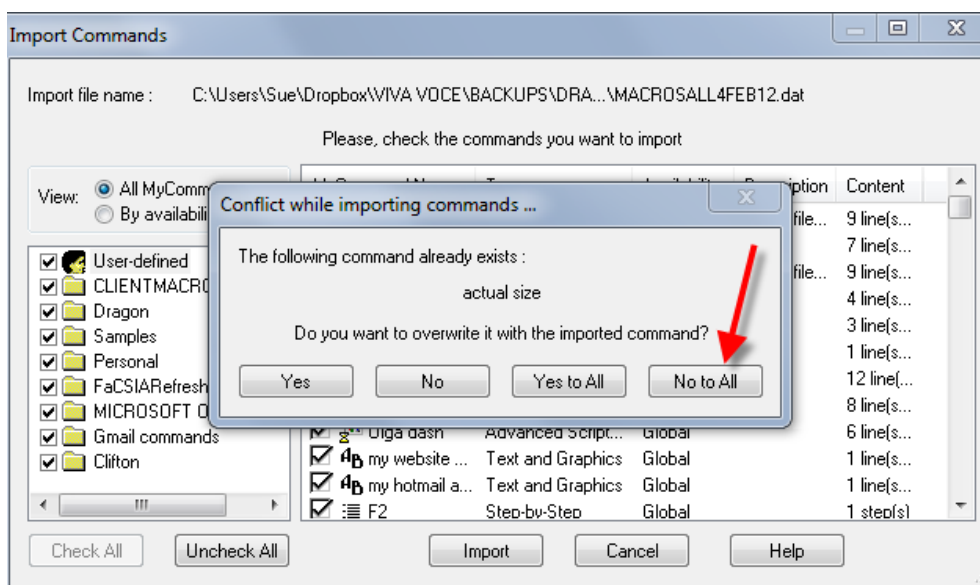 Import Commands
Import file name : C:\Users\Sue\Dropbox\VIVA VOCE\BACKUPS\DRA...\MACROSALL4FEB12.dat
Please, check the commands you want to import
View: All MyComm
By availabili
User-defined
CLIENTMACRO
Dragon
Samples
Personal
FaCSIARefresh
MICROSOFT O
Gmail commands
Clifton
Content
file... 9 line(s...
7 line(s...
file... 9 line(s...
4 line(s...
3 line(s...
1 line(s...
12 line(...
8 line(s...
Olga dash Advanced Script... Global 6 line(s...
my website ... Text and Graphics Global 1 line(s...
my hotmail a... Text and Graphics Global 1 line(s...
F2 Step-by-Step Global 1 step(s)
Conflict while importing commands ...
The following command already exists :
actual size
Do you want to overwrite it with the imported command?
Yes No Yes to All No to All
Check All Uncheck All Import Cancel Help